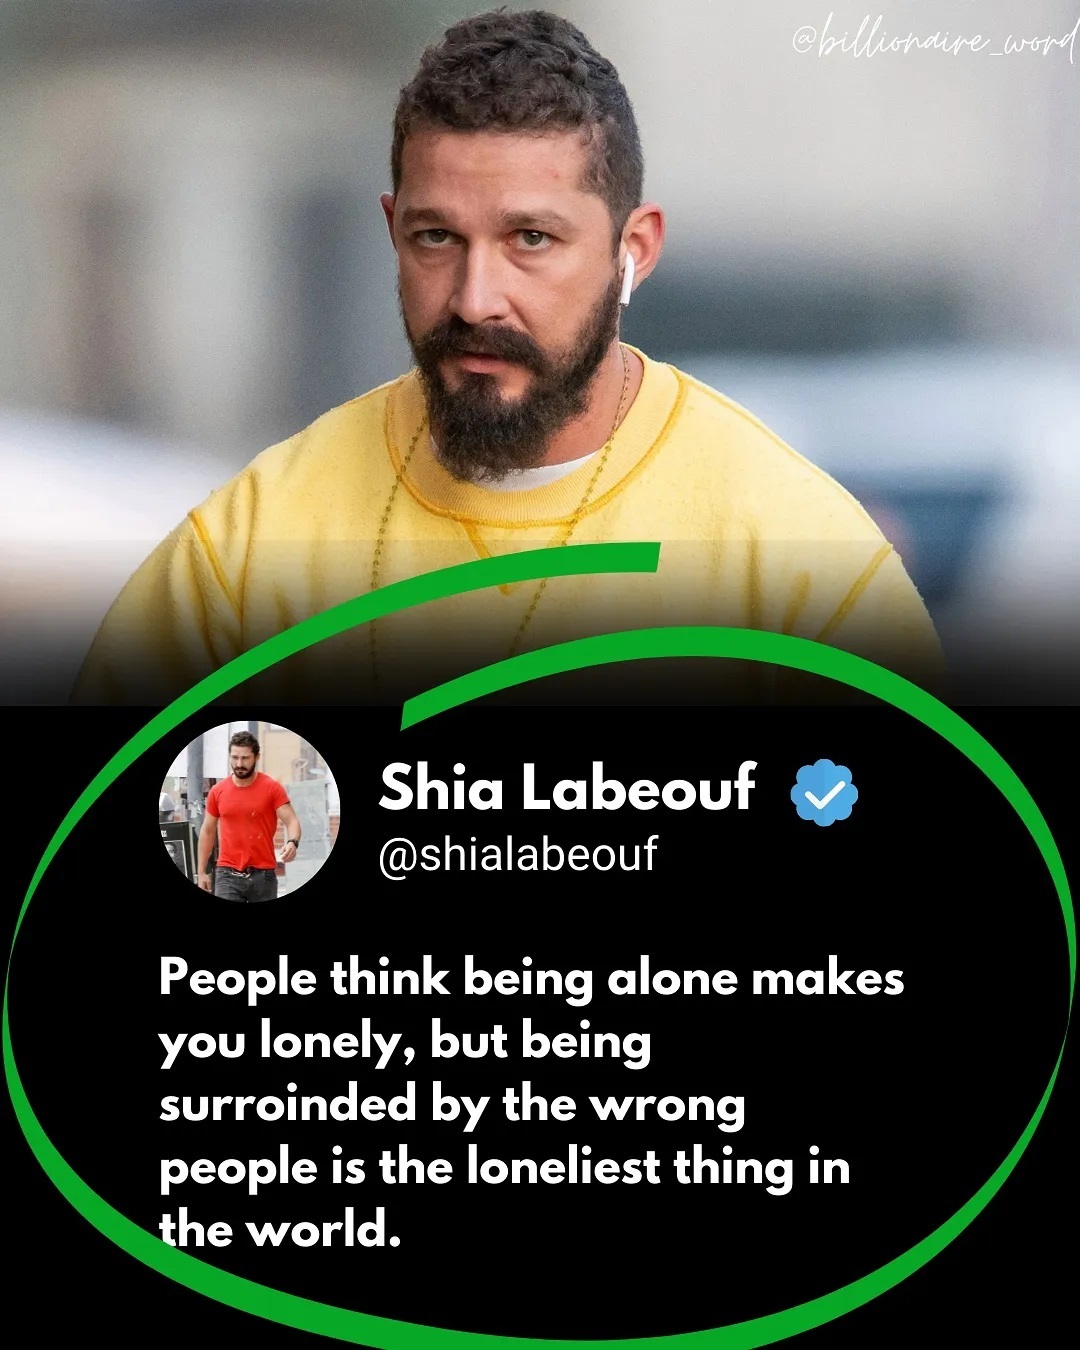 @billionaire_word
Shia Labeouf
@shialabeouf
People think being alone makes
you lonely, but being
surroinded by the wrong
people is the loneliest thing in
the world.